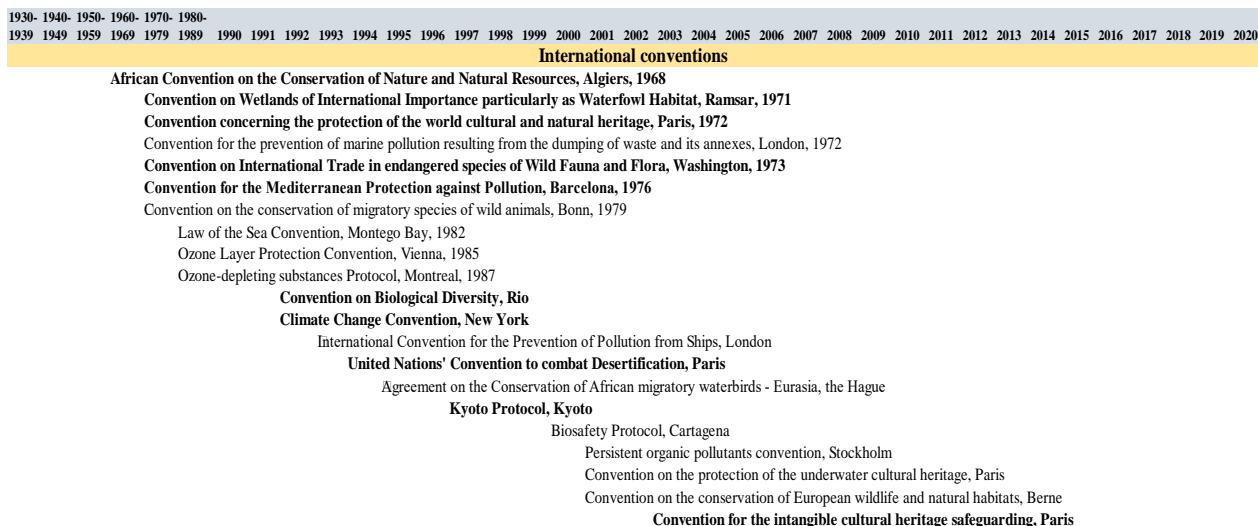 1930- 1940- 1950- 1960- 1970- 1980-
1939 1949 1959 1969 1979 1989 1990 1991 1992 1993 1994 1995 1996 1997 1998 1999 2000 2001 2002 2003 2004 2005 2006 2007 2008 2009 2010 2011 2012 2013 2014 2015 2016 2017 2018 2019 2020
International conventions
African Convention on the Conservation of Nature and Natural Resources, Algiers, 1968
Convention on Wetlands of International Importance particularly as Waterfowl Habitat, Ramsar, 1971
Convention concerning the protection of the world cultural and natural heritage, Paris, 1972
Convention for the prevention of marine pollution resulting from the dumping of waste and its annexes, London, 1972
Convention on International Trade in endangered species of Wild Fauna and Flora, Washington, 1973
Convention for the Mediterranean Protection against Pollution, Barcelona, 1976
Convention on the conservation of migratory species of wild animals, Bonn, 1979
Law of the Sea Convention, Montego Bay, 1982
Ozone Layer Protection Convention, Vienna, 1985
Ozone-depleting substances Protocol, Montreal, 1987
Convention on Biological Diversity, Rio
Climate Change Convention, New York
International Convention for the Prevention of Pollution from Ships, London
United Nations' Convention to combat Desertification, Paris
Agreement on the Conservation of African migratory waterbirds - Eurasia, the Hague
Kyoto Protocol, Kyoto
Biosafety Protocol, Cartagena
Persistent organic pollutants convention, Stockholm
Convention on the protection of the underwater cultural heritage, Paris
Convention on the conservation of European wildlife and natural habitats, Berne
Convention for the intangible cultural heritage safeguarding, Paris